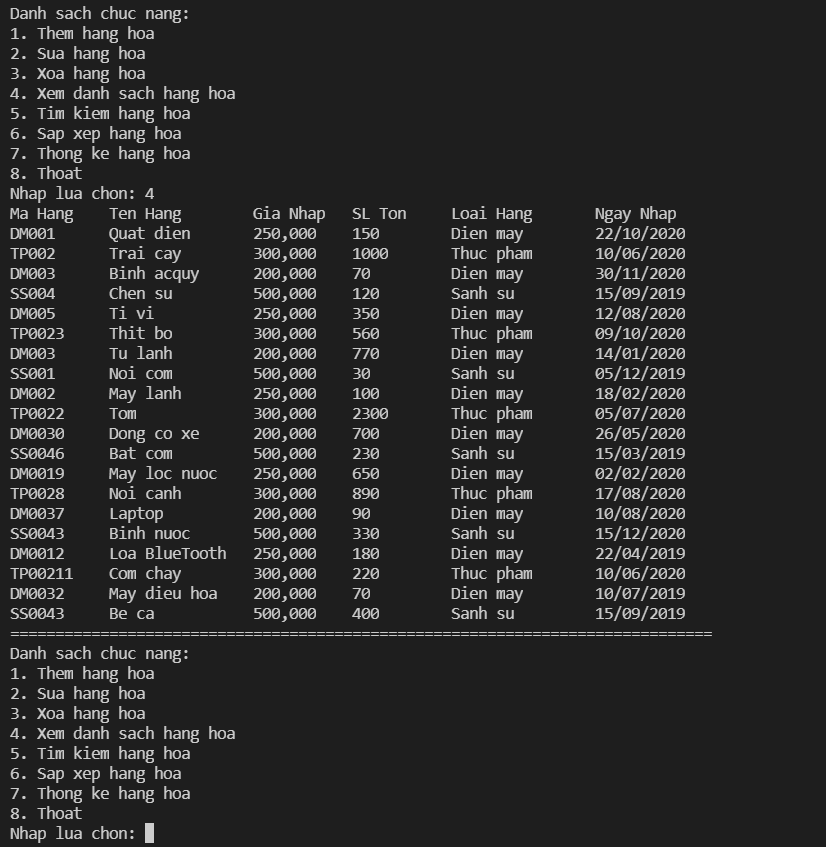 Danh sach chuc nang:
1. Them hang hoa
2. Sua hang hoa
3. Xoa hang hoa
4. Xem danh sach hang hoa
5. Tim kiem hang hoa
6. Sap xep hang hoa
7. Thong ke hang hoa
8. Thoat
Nhap lua chon: 4
Ma Hang    Ten Hang        Gia Nhap   SL Ton     Loai Hang       Ngay Nhap
DM001      Quat dien       250,000    150        Dien may        22/10/2020
TP002      Trai cay        300,000    1000       Thuc pham       10/06/2020
DM003      Binh acquy      200,000    70         Dien may        30/11/2020
SS004      Chen su         500,000    120        Sanh su         15/09/2019
DM005      Ti vi           250,000    350        Dien may        12/08/2020
TP0023     Thit bo         300,000    560        Thuc pham       09/10/2020
DM003      Tu lanh         200,000    770        Dien may        14/01/2020
SS001      Noi com         500,000    30         Sanh su         05/12/2019
DM002      May lanh        250,000    100        Dien may        18/02/2020
TP0022     Tom             300,000    2300       Thuc pham       05/07/2020
DM0030     Dong co xe      200,000    700        Dien may        26/05/2020
SS0046     Bat com         500,000    230        Sanh su         15/03/2019
DM0019     May loc nuoc    250,000    650        Dien may        02/02/2020
TP0028     Noi canh        300,000    890        Thuc pham       17/08/2020
DM0037     Laptop          200,000    90         Dien may        10/08/2020
SS0043     Binh nuoc       500,000    330        Sanh su         15/12/2020
DM0012     Loa BlueTooth   250,000    180        Dien may        22/04/2019
TP00211    Com chay        300,000    220        Thuc pham       10/06/2020
DM0032     May dieu hoa    200,000    70         Dien may        10/07/2019
SS0043     Be ca           500,000    400        Sanh su         15/09/2019
==============================================================================
Danh sach chuc nang:
1. Them hang hoa
2. Sua hang hoa
3. Xoa hang hoa
4. Xem danh sach hang hoa
5. Tim kiem hang hoa
6. Sap xep hang hoa
7. Thong ke hang hoa
8. Thoat
Nhap lua chon: